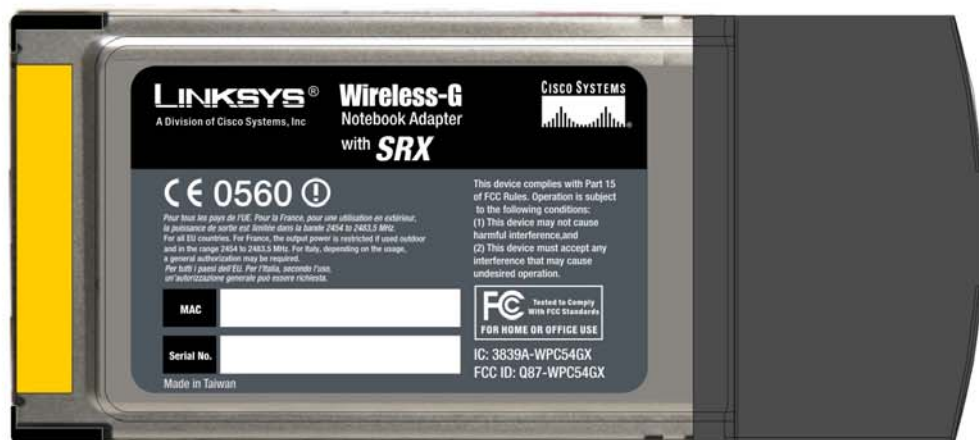 LINKSYS®
A Division of Cisco Systems, Inc
Wireless-G
Notebook Adapter
with SRX
CISCO SYSTEMS
®
CE 0560
Pour tous les pays de l'UE. Pour la France, pour une utilisation en extérieur,
la puissance de sortie est limitée dans la bande 2454 to 2483,5 MHz.
For all EU countries. For France, the output power is restricted if used outdoor
and in the range 2454 to 2483.5 MHz. For Italy, depending on the usage,
a general authorization may be required.
Per tutti i paesi dell'EU. Per l'Italia, secondo l'uso,
un'autorizzazione generale può essere richiesta.
MAC
Serial No.
Made in Taiwan
This device complies with Part 15
of FCC Rules. Operation is subject
to the following conditions:
(1) This device may not cause
harmful interference,and
(2) This device must accept any
interference that may cause
undesired operation.
FC Tested to Comply
With FCC Standards
FOR HOME OR OFFICE USE
IC: 3839A-WPC54GX
FCC ID: Q87-WPC54GX